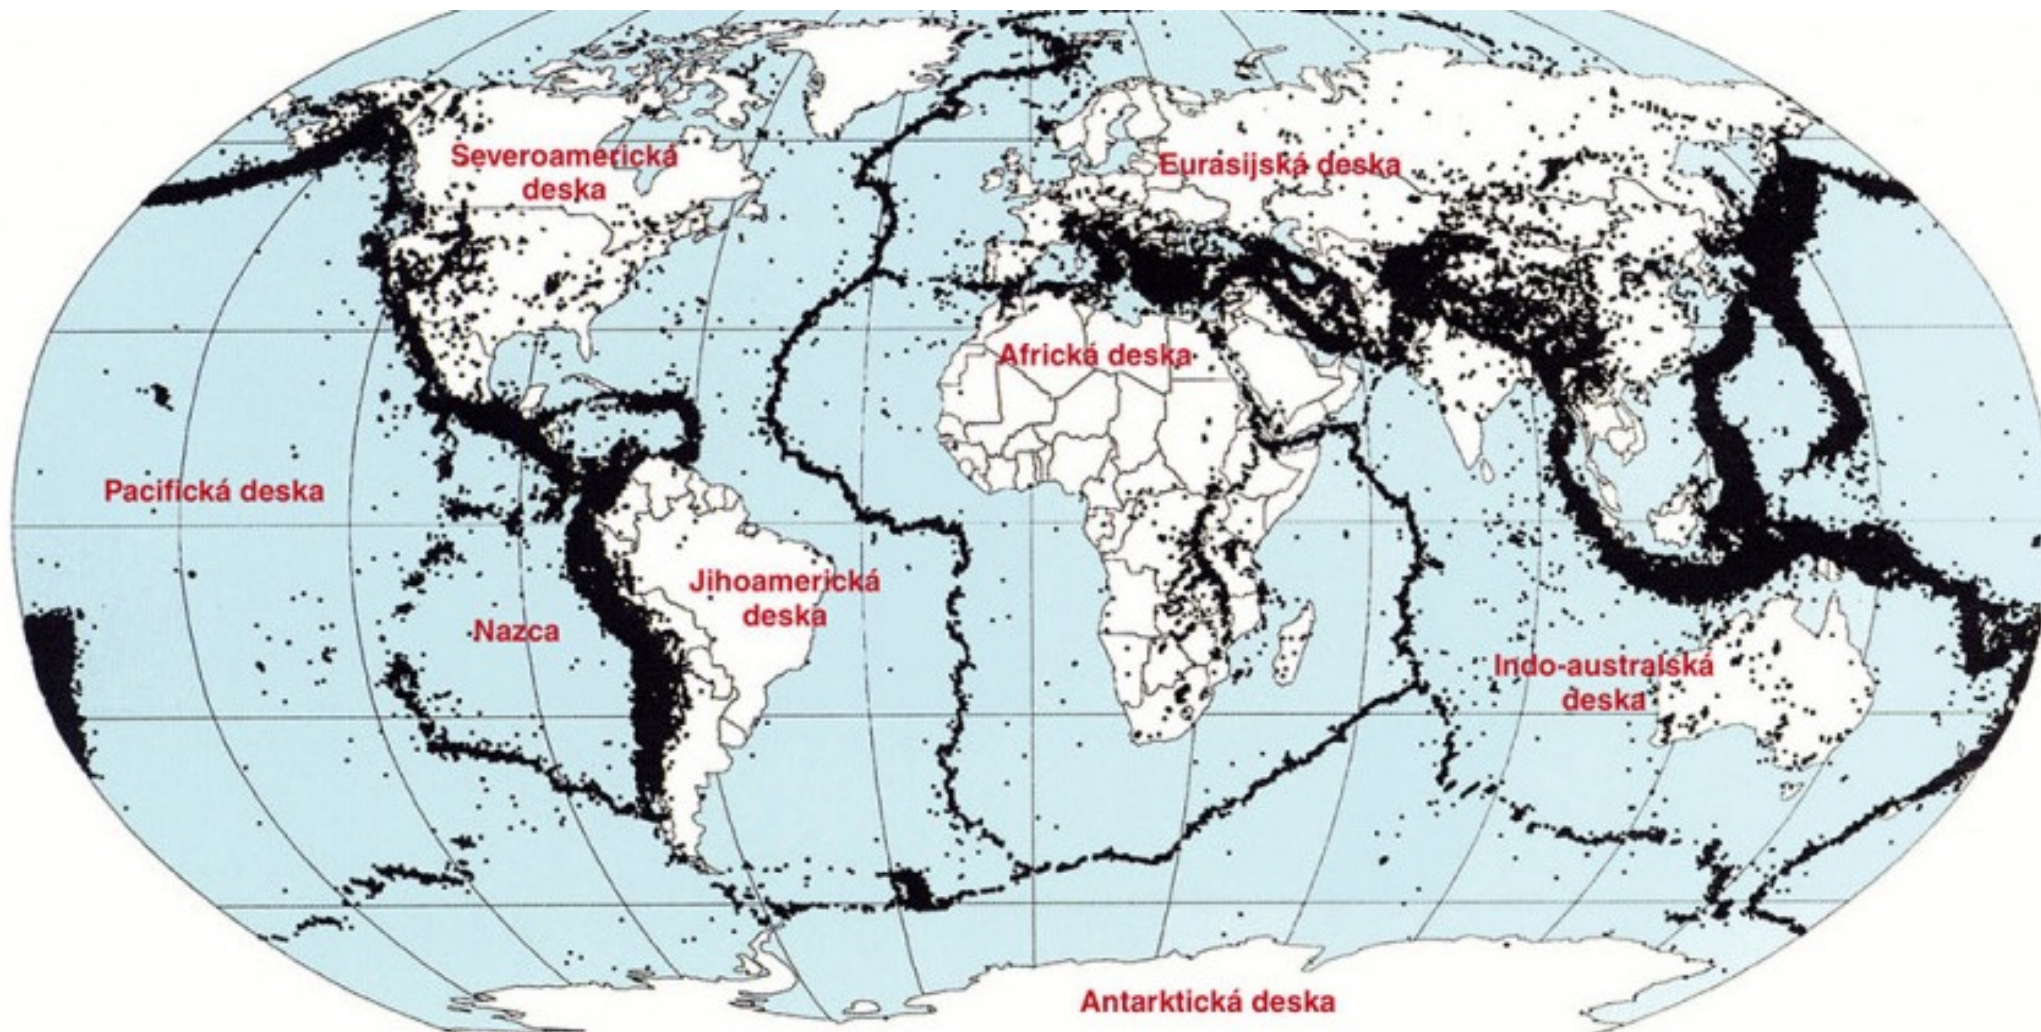 Severoamerická
deska
Eurasijská deska
Africká deska
Pacifická deska
Jihoamerická
deska
Nazca
Indo-australská
deska
Antarktická deska